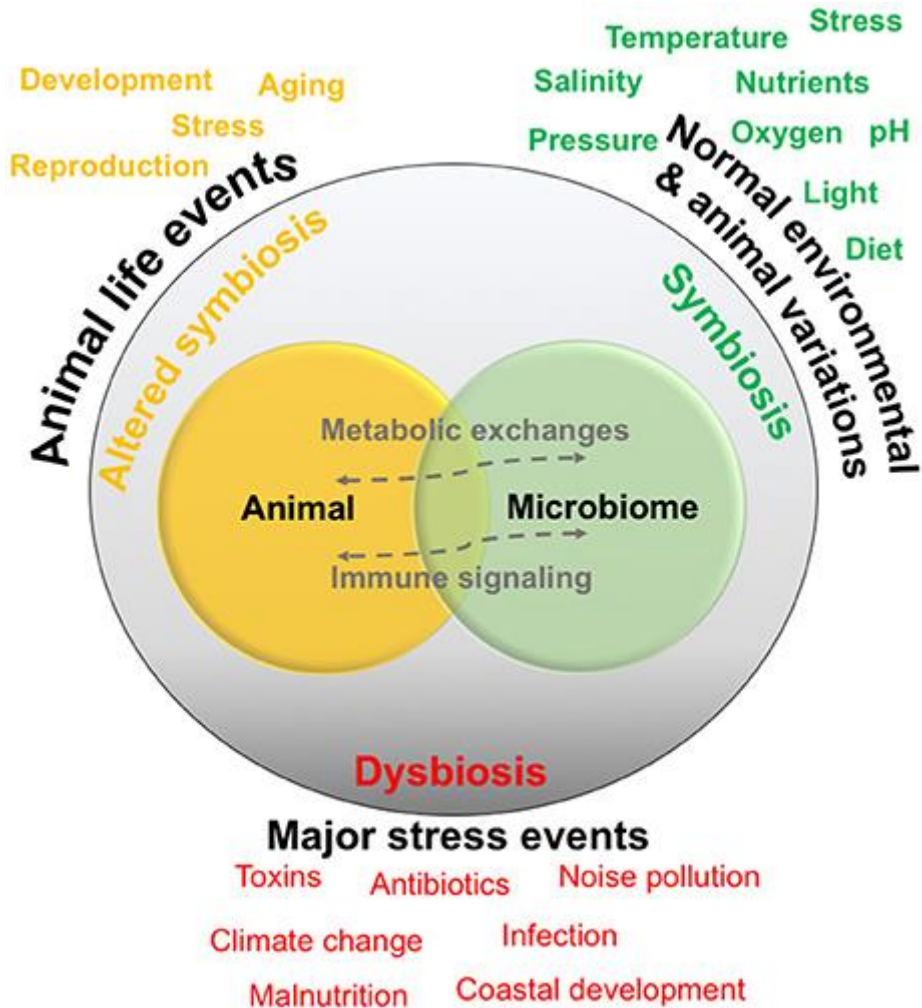 Development
Aging
Stress
Reproduction
Animal life events
Altered symbiosis
Temperature
Stress
Salinity
Nutrients
Pressure
Oxygen
pH
Light
Diet
Normal environmental
& animal variations
Symbiosis
Metabolic exchanges
Animal
Microbiome
Immune signaling
Dysbiosis
Major stress events
Toxins
Antibiotics
Noise pollution
Climate change
Infection
Malnutrition
Coastal development